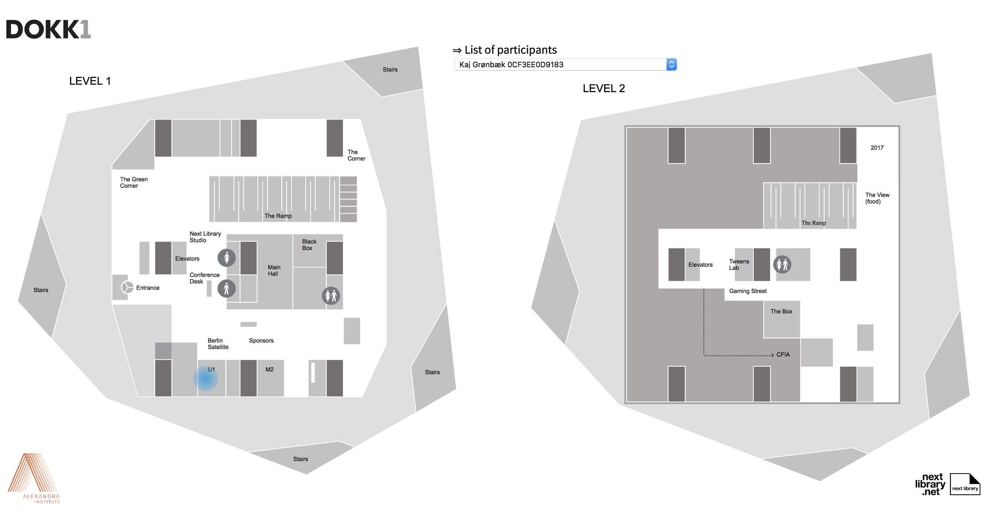 DOKK1
⇒ List of participants
Kaj Grønbæk 0CF3EE0D9183
LEVEL 1
Stairs
The
Corner
The Green
Corner
The Ramp
Next Library
Studio
Black
Box
Elevators
Main
Hall
Conference
Desk
Entrance
Stairs
Berlin
Satellite
Sponsors
U1
M2
Stairs
Stairs
LEVEL 2
2017
The View
(food)
The Ramp
Elevators
Tweens
Lab
Gaming Street
The Box
CFIA
ALEXANDRA
INSTITUTE
next
library
.net
next library